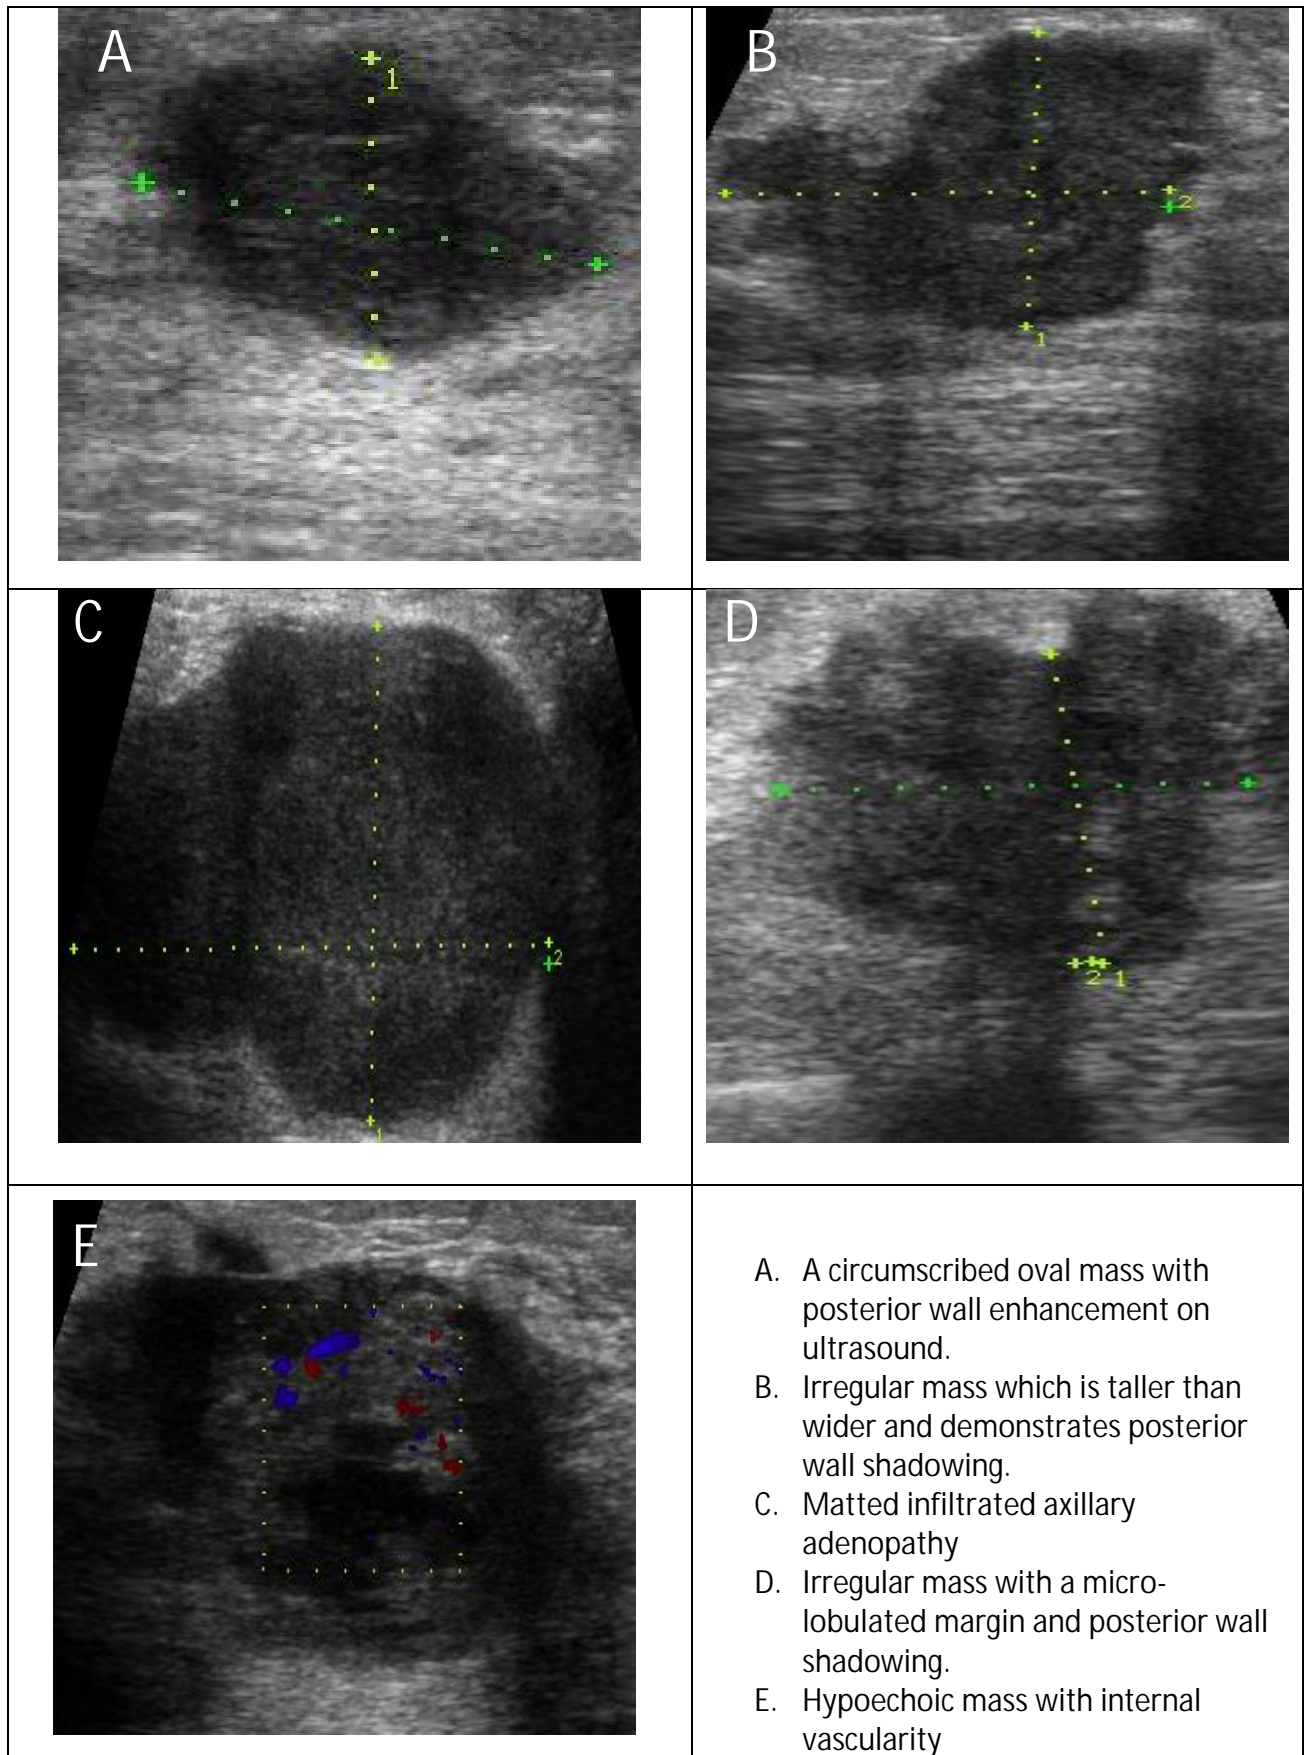 A
1
B
2
1
C
2
1
D
2 1
E
A. A circumscribed oval mass with
posterior wall enhancement on
ultrasound.
B. Irregular mass which is taller than
wider and demonstrates posterior
wall shadowing.
C. Matted infiltrated axillary
adenopathy
D. Irregular mass with a micro-
lobulated margin and posterior wall
shadowing.
E. Hypoechoic mass with internal
vascularity